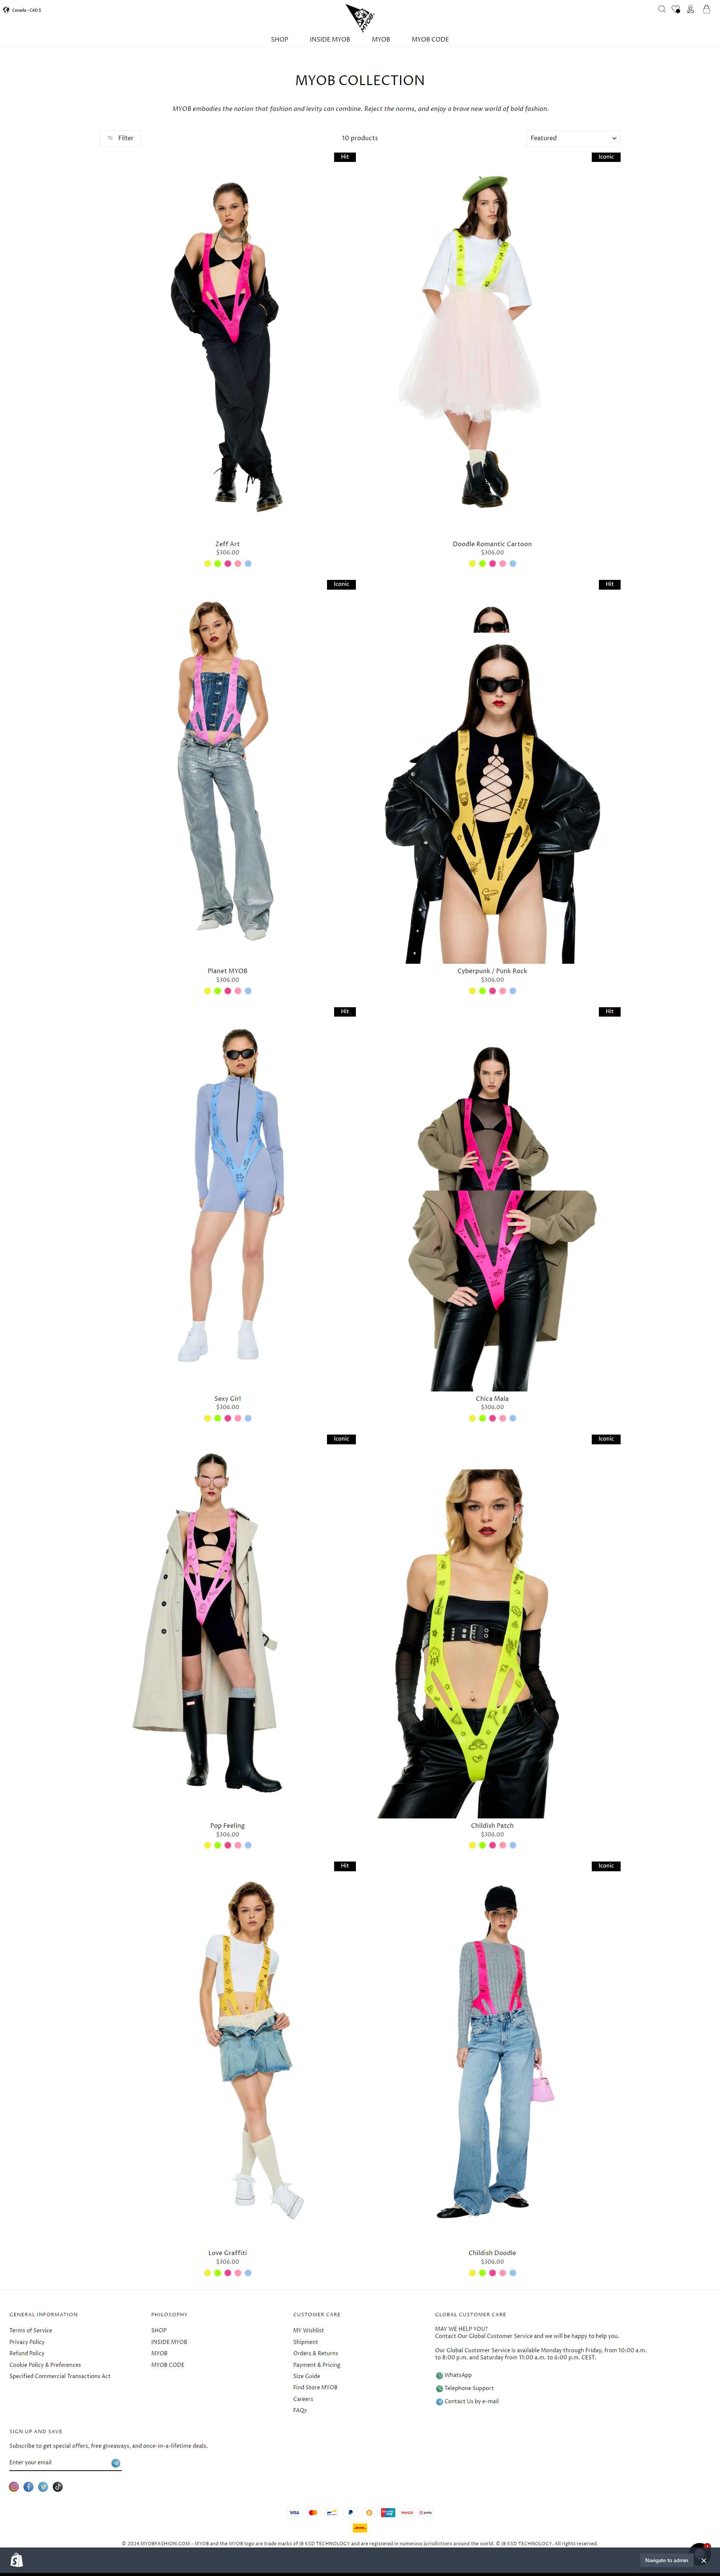 Canada - CAD $
MYOB
SHOP INSIDE MYOB MYOB MYOB CODE
MYOB COLLECTION
MYOB embodies the notion that fashion and levity can combine. Reject the norms, and enjoy a brave new world of bold fashion.
Filter 10 products Featured
Hit Iconic
Zeff Art Doodle Romantic Cartoon
$306.00 $306.00
Iconic Hit
Planet MYOB Cyberpunk / Punk Rock
$306.00 $306.00
Hit Hit
Sexy Girl Chica Mala
$306.00 $306.00
Iconic Iconic
Pop Feeling Childish Patch
$306.00 $306.00
Hit Iconic
Love Graffiti Childish Doodle
$306.00 $306.00
GENERAL INFORMATION
Terms of Service
Privacy Policy
Refund Policy
Cookie Policy & Preferences
Specified Commercial Transactions Act
PHILOSOPHY
SHOP
INSIDE MYOB
MYOB
MYOB CODE
CUSTOMER CARE
MY Wishlist
Shipment
Orders & Returns
Payment & Pricing
Size Guide
Find Store MYOB
Careers
FAQs
GLOBAL CUSTOMER CARE
MAY WE HELP YOU?
Contact Our Global Customer Service and we will be happy to help you.
Our Global Customer Service is available Monday through Friday, from 10:00 a.m.
to 8:00 p.m. and Saturday from 11:00 a.m. to 6:00 p.m. CEST.
WhatsApp
Telephone Support
Contact Us by e-mail
SIGN UP AND SAVE
Subscribe to get special offers, free giveaways, and once-in-a-lifetime deals.
Enter your email
VISA
© 2024 MYOBFASHION.COM - MYOB and the MYOB logo are trade marks of JB KSD TECHNOLOGY and are registered in numerous jurisdictions around the world. © JB KSD TECHNOLOGY. All rights reserved.
Navigate to admin